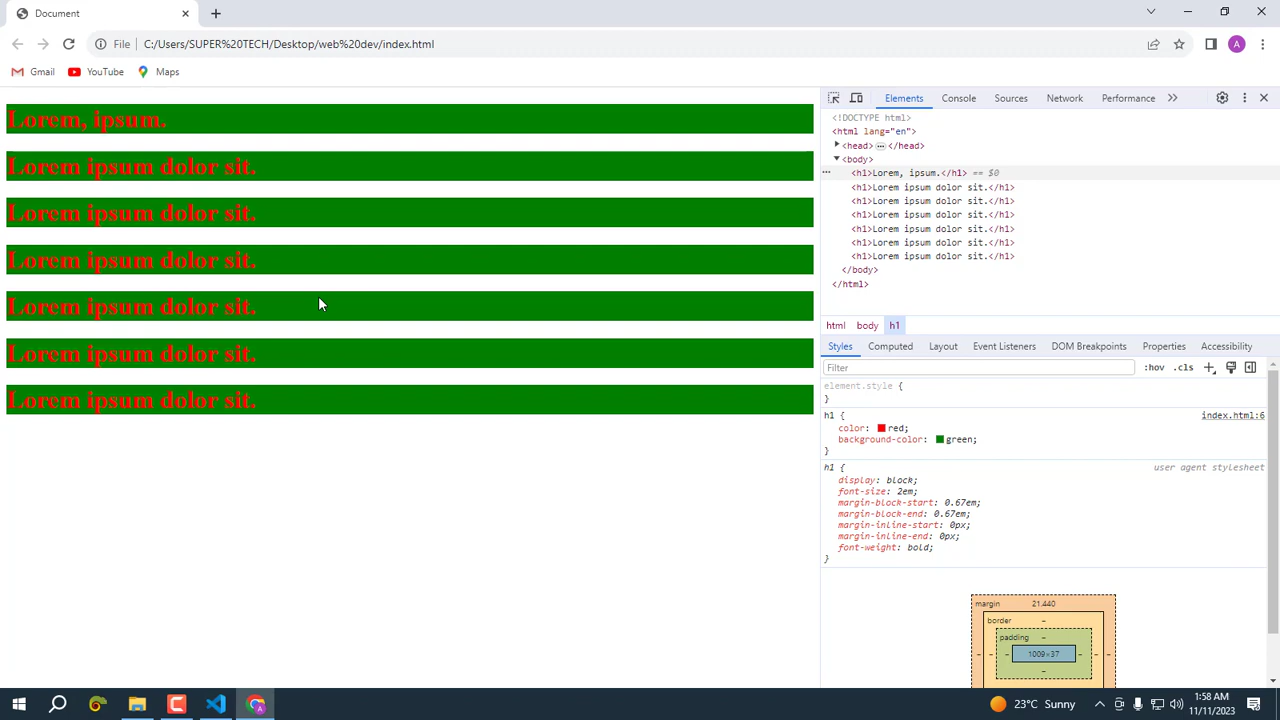 Document
File
C:/Users/SUPER%20TECH/Desktop/web%20dev/index.html
A
Gmail
YouTube
Maps
Lorem, ipsum.
Lorem ipsum dolor sit.
Lorem ipsum dolor sit.
Lorem ipsum dolor sit.
Lorem ipsum dolor sit.
Lorem ipsum dolor sit.
Lorem ipsum dolor sit.
Elements Console Sources Network Performance
<!DOCTYPE html>
<html lang="en">
<head> ... </head>
<body>
... <h1>Lorem, ipsum.</h1> == $0
<h1>Lorem ipsum dolor sit.</h1>
<h1>Lorem ipsum dolor sit.</h1>
<h1>Lorem ipsum dolor sit.</h1>
<h1>Lorem ipsum dolor sit.</h1>
<h1>Lorem ipsum dolor sit.</h1>
<h1>Lorem ipsum dolor sit.</h1>
</body>
</html>
html body h1
Styles Computed Layout Event Listeners DOM Breakpoints Properties Accessibility
Filter :hov .cls
element.style {
}
h1 { index.html:6
color: red;
background-color: green;
}
h1 { user agent stylesheet
display: block;
font-size: 2em;
margin-block-start: 0.67em;
margin-block-end: 0.67em;
margin-inline-start: 0px;
margin-inline-end: 0px;
font-weight: bold;
}
margin 21.440
border –
padding –
– – – 1009×37 – – –
–
23°C Sunny
1:58 AM
11/11/2023